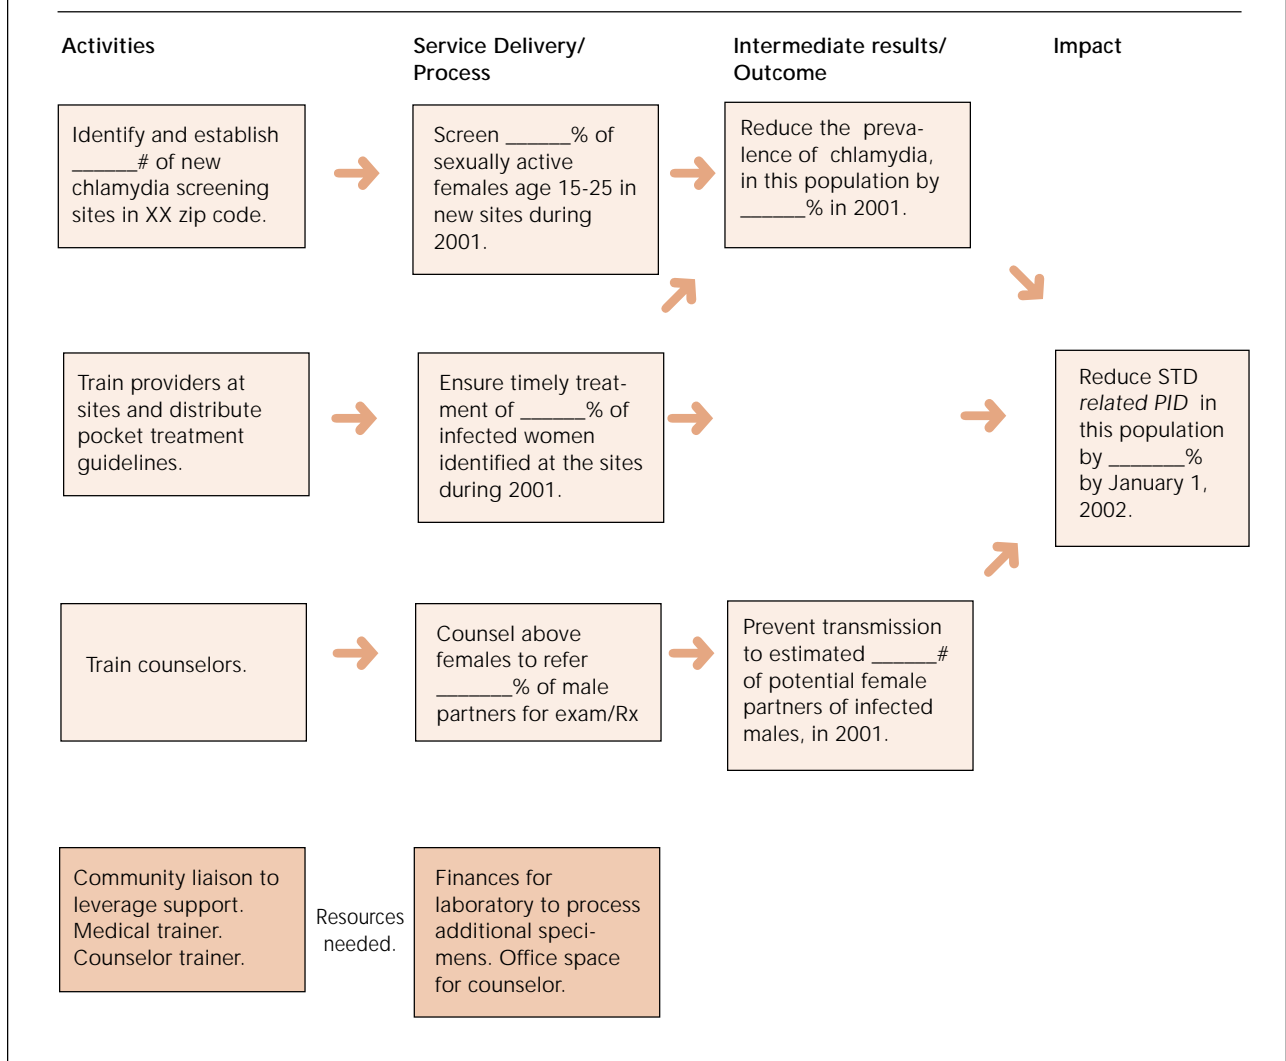 Activities
Service Delivery/
Process
Intermediate results/
Outcome
Impact
Identify and establish
______# of new
chlamydia screening
sites in XX zip code.
Screen ______% of
sexually active
females age 15-25 in
new sites during
2001.
Reduce the preva-
lence of chlamydia,
in this population by
______% in 2001.
Train providers at
sites and distribute
pocket treatment
guidelines.
Ensure timely treat-
ment of ______% of
infected women
identified at the sites
during 2001.
Reduce STD
related PID in
this population
by _______%
by January 1,
2002.
Train counselors.
Counsel above
females to refer
_______% of male
partners for exam/Rx
Prevent transmission
to estimated ______#
of potential female
partners of infected
males, in 2001.
Community liaison to
leverage support.
Medical trainer.
Counselor trainer.
Resources
needed.
Finances for
laboratory to process
additional speci-
mens. Office space
for counselor.